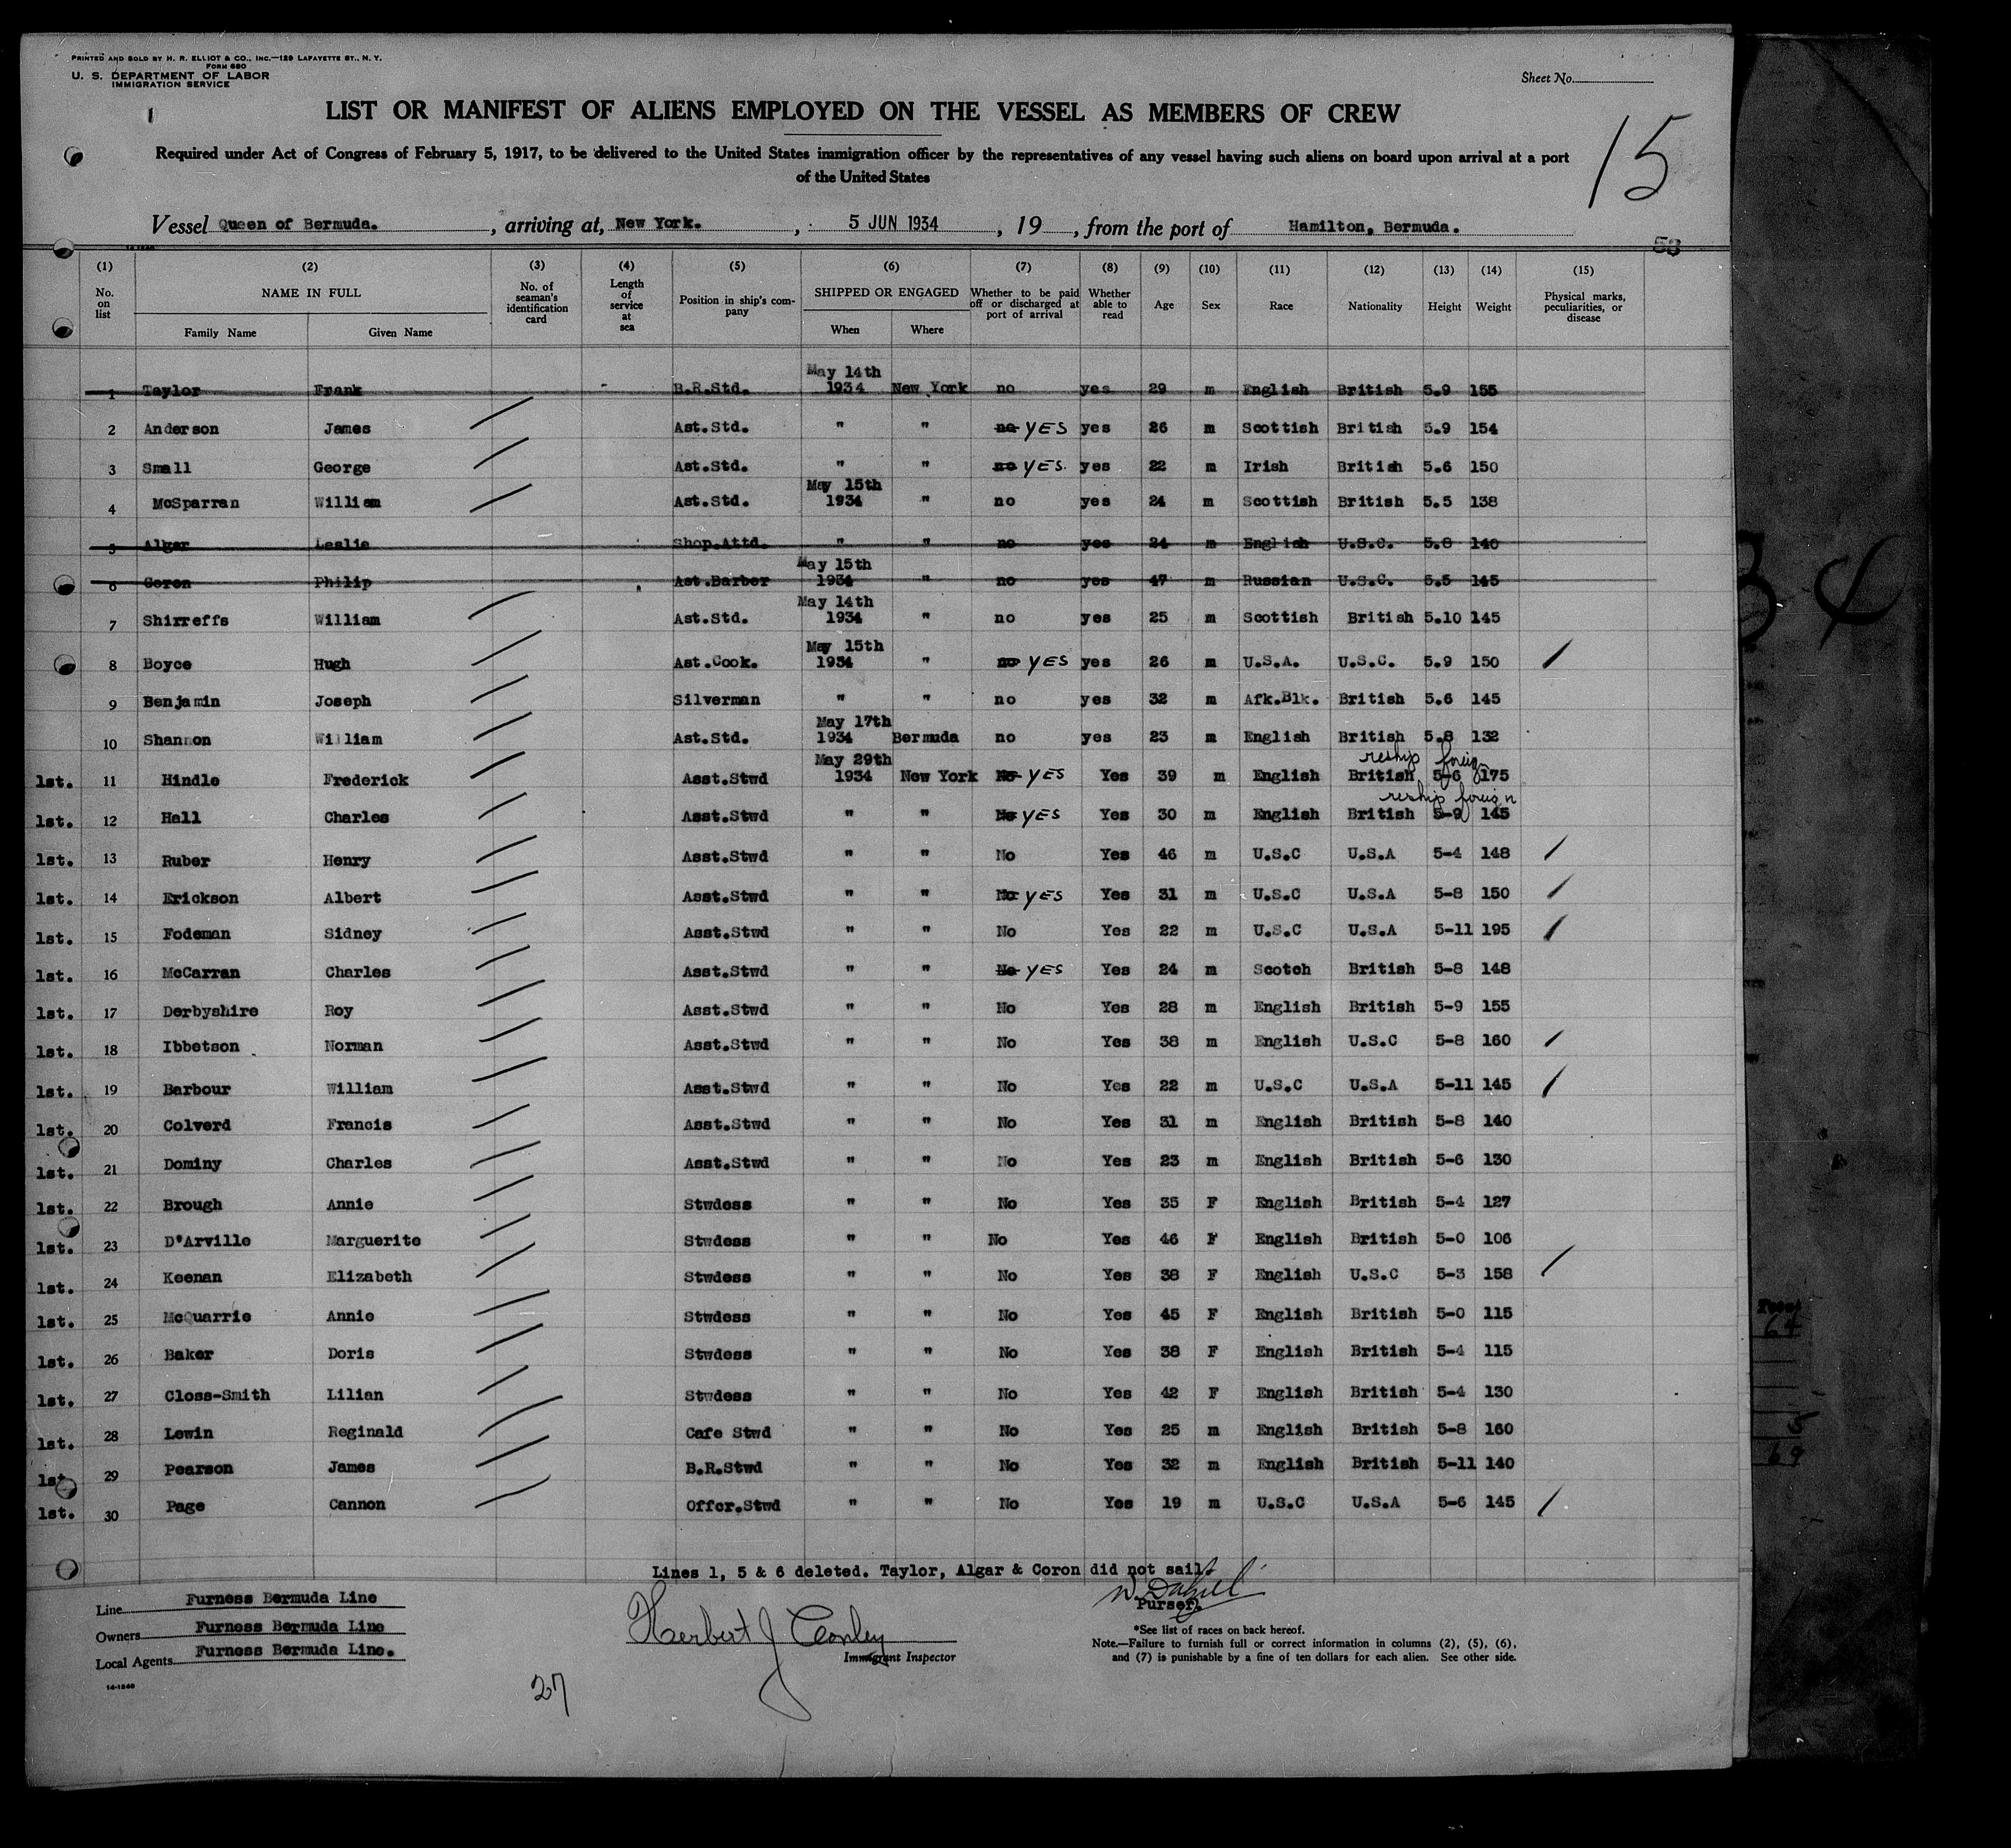 PRINTED AND SOLD BY H. R. ELLIOT & CO., INC.—129 LAFAYETTE ST., N. Y.
FORM 680
U. S. DEPARTMENT OF LABOR
IMMIGRATION SERVICE
Sheet No.
LIST OR MANIFEST OF ALIENS EMPLOYED ON THE VESSEL AS MEMBERS OF CREW
15
Required under Act of Congress of February 5, 1917, to be delivered to the United States immigration officer by the representatives of any vessel having such aliens on board upon arrival at a port
of the United States
Vessel Queen of Bermuda. , arriving at, New York. , 5 JUN 1934 , 19 , from the port of Hamilton, Bermuda.
53
(1) No. on list (2) NAME IN FULL Family Name Given Name (3) No. of seaman's identification card (4) Length of service at sea (5) Position in ship's company (6) SHIPPED OR ENGAGED When Where (7) Whether to be paid off or discharged at port of arrival (8) Whether able to read (9) Age (10) Sex (11) Race (12) Nationality (13) Height (14) Weight (15) Physical marks, peculiarities, or disease
1 Taylor Frank B.R.Std. May 14th 1934 New York no yes 29 m English British 5.9 155
2 Anderson James Ast.Std. " " no YES yes 26 m Scottish British 5.9 154
3 Small George Ast.Std. " " no YES. yes 22 m Irish British 5.6 150
4 McSparran William Ast.Std. May 15th 1934 " no yes 24 m Scottish British 5.5 138
5 Algar Leslie Shop.Attd. " " no yes 24 m English U.S.C. 5.8 140
6 Coron Philip Ast.Barber May 15th 1934 " no yes 47 m Russian U.S.C. 5.5 145
7 Shirreffs William Ast.Std. May 14th 1934 " no yes 25 m Scottish British 5.10 145
8 Boyce Hugh Ast.Cook. May 15th 1934 " no YES yes 26 m U.S.A. U.S.C. 5.9 150
9 Benjamin Joseph Silverman " " no yes 32 m Afk.Blk. British 5.6 145
10 Shannon William Ast.Std. May 17th 1934 Bermuda no yes 23 m English British 5.8 132
reship foreign
1st. 11 Hindle Frederick Asst.Stwd May 29th 1934 New York No YES Yes 39 m English British 5-6 175
reship foreign
1st. 12 Hall Charles Asst.Stwd " " No YES Yes 30 m English British 5-9 145
1st. 13 Ruber Henry Asst.Stwd " " No Yes 46 m U.S.C U.S.A 5-4 148
1st. 14 Erickson Albert Asst.Stwd " " No YES Yes 31 m U.S.C U.S.A 5-8 150
1st. 15 Fodeman Sidney Asst.Stwd " " No Yes 22 m U.S.C U.S.A 5-11 195
1st. 16 McCarran Charles Asst.Stwd " " No YES Yes 24 m Scotch British 5-8 148
1st. 17 Derbyshire Roy Asst.Stwd " " No Yes 28 m English British 5-9 155
1st. 18 Ibbetson Norman Asst.Stwd " " No Yes 38 m English U.S.C 5-8 160
1st. 19 Barbour William Asst.Stwd " " No Yes 22 m U.S.C U.S.A 5-11 145
1st. 20 Colverd Francis Asst.Stwd " " No Yes 31 m English British 5-8 140
1st. 21 Dominy Charles Asst.Stwd " " No Yes 23 m English British 5-6 130
1st. 22 Brough Annie Stwdess " " No Yes 35 F English British 5-4 127
1st. 23 D'Arville Marguerite Stwdess " " No Yes 46 F English British 5-0 106
1st. 24 Keenan Elizabeth Stwdess " " No Yes 38 F English U.S.C 5-3 158
1st. 25 McQuarrie Annie Stwdess " " No Yes 45 F English British 5-0 115
1st. 26 Baker Doris Stwdess " " No Yes 38 F English British 5-4 115
1st. 27 Closs-Smith Lilian Stwdess " " No Yes 42 F English British 5-4 130
1st. 28 Lewin Reginald Cafe Stwd " " No Yes 25 m English British 5-8 160
1st. 29 Pearson James B.R.Stwd " " No Yes 32 m English British 5-11 140
1st. 30 Page Cannon Offcr.Stwd " " No Yes 19 m U.S.C U.S.A 5-6 145
Lines 1, 5 & 6 deleted. Taylor, Algar & Coron did not sail.
Line Furness Bermuda Line
Owners Furness Bermuda Line
Local Agents Furness Bermuda Line.
14-1240
27
Herbert J Conley
Immigrant Inspector
Purser.
*See list of races on back hereof.
Note.—Failure to furnish full or correct information in columns (2), (5), (6),
and (7) is punishable by a fine of ten dollars for each alien. See other side.
64
69